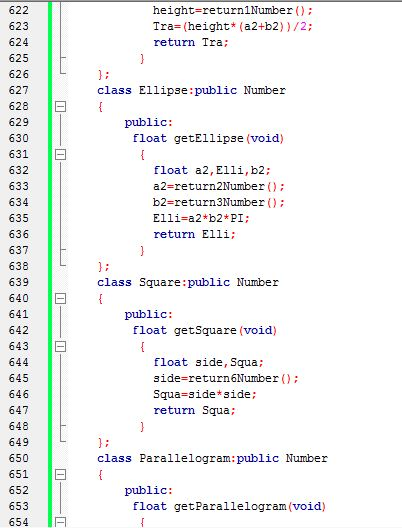 622 height=return1Number();
623 Tra=(height*(a2+b2))/2;
624 return Tra;
625 }
626 };
627 class Ellipse:public Number
628 {
629 public:
630 float getEllipse(void)
631 {
632 float a2,Elli,b2;
633 a2=return2Number();
634 b2=return3Number();
635 Elli=a2*b2*PI;
636 return Elli;
637 }
638 };
639 class Square:public Number
640 {
641 public:
642 float getSquare(void)
643 {
644 float side,Squa;
645 side=return6Number();
646 Squa=side*side;
647 return Squa;
648 }
649 };
650 class Parallelogram:public Number
651 {
652 public:
653 float getParallelogram(void)
654 {